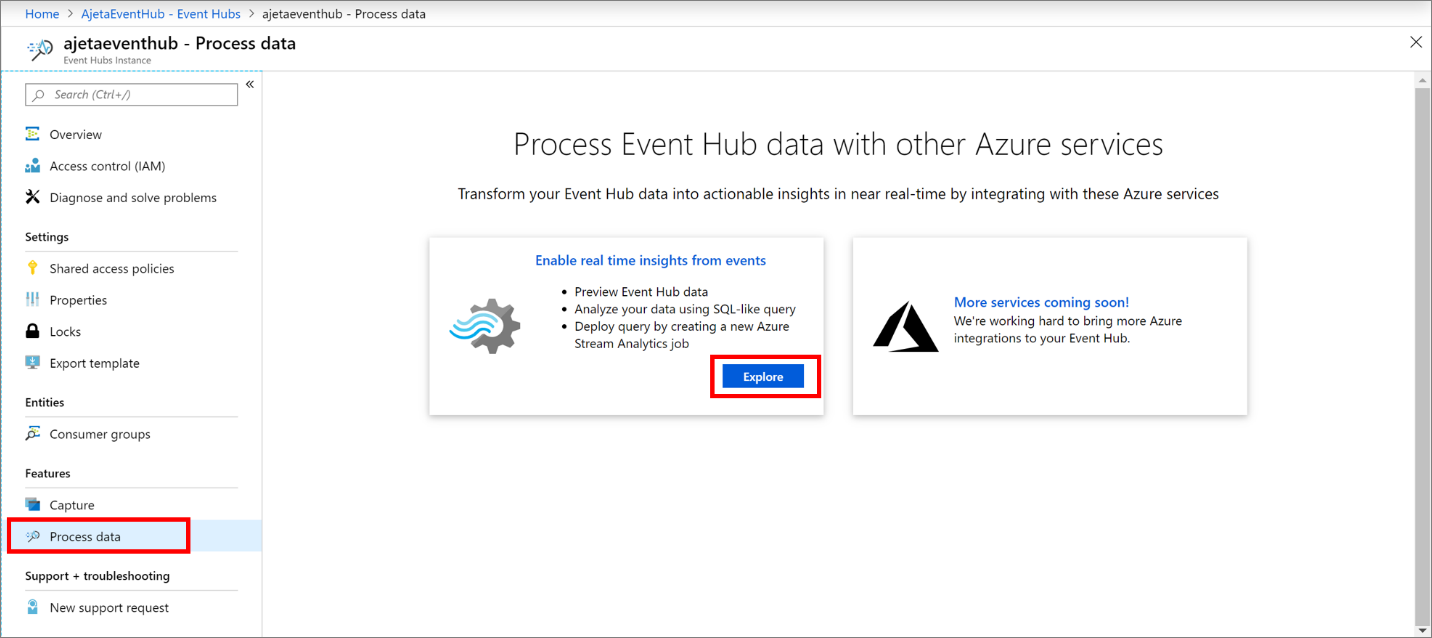 Home > AjetaEventHub - Event Hubs > ajetaeventhub - Process data
ajetaeventhub - Process data
Event Hubs Instance
Search (Ctrl+/)
Overview
Access control (IAM)
Diagnose and solve problems
Settings
Shared access policies
Properties
Locks
Export template
Entities
Consumer groups
Features
Capture
Process data
Support + troubleshooting
New support request
Process Event Hub data with other Azure services
Transform your Event Hub data into actionable insights in near real-time by integrating with these Azure services
Enable real time insights from events
• Preview Event Hub data
• Analyze your data using SQL-like query
• Deploy query by creating a new Azure
Stream Analytics job
Explore
More services coming soon!
We're working hard to bring more Azure
integrations to your Event Hub.